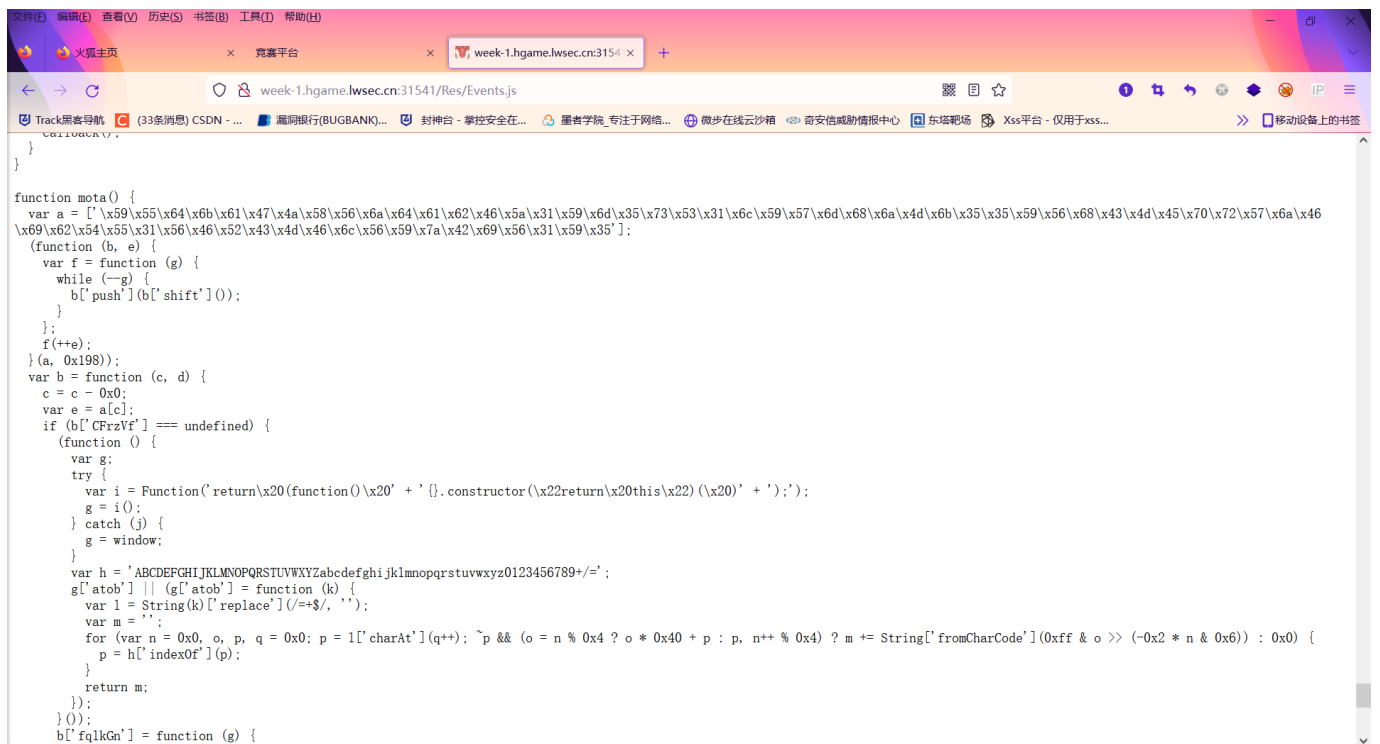 文件(F) 编辑(E) 查看(V) 历史(S) 书签(B) 工具(T) 帮助(H)
火狐主页 × 竞赛平台 × week-1.hgame.lwsec.cn:3154 × +
week-1.hgame.lwsec.cn:31541/Res/Events.js
Track黑客导航 (33条消息) CSDN - ... 漏洞银行(BUGBANK)... 封神台 - 掌控安全在... 墨者学院_专注于网络... 微步在线云沙箱 奇安信威胁情报中心 东塔靶场 Xss平台 - 仅用于xss... >> 移动设备上的书签
callback();
}
}
function mota() {
var a = ['\x59\x55\x64\x6b\x61\x47\x4a\x58\x56\x6a\x64\x61\x62\x46\x5a\x31\x59\x6d\x35\x73\x53\x31\x6c\x59\x57\x6d\x68\x6a\x4d\x6b\x35\x35\x59\x56\x68\x43\x4d\x45\x70\x72\x57\x6a\x46
\x69\x62\x54\x55\x31\x56\x46\x52\x43\x4d\x46\x6c\x56\x59\x7a\x42\x69\x56\x31\x59\x35'];
(function (b, e) {
var f = function (g) {
while (--g) {
b['push'](b['shift']());
}
};
f(++e);
}(a, 0x198));
var b = function (c, d) {
c = c - 0x0;
var e = a[c];
if (b['CFrzVf'] === undefined) {
(function () {
var g;
try {
var i = Function('return\x20(function()\x20' + '{}.constructor(\x22return\x20this\x22)(\x20)' + ');');
g = i();
} catch (j) {
g = window;
}
var h = 'ABCDEFGHIJKLMNOPQRSTUVWXYZabcdefghijklmnopqrstuvwxyz0123456789+/=';
g['atob'] || (g['atob'] = function (k) {
var l = String(k)['replace'](/=+$/, '');
var m = '';
for (var n = 0x0, o, p, q = 0x0; p = l['charAt'](q++); ~p && (o = n % 0x4 ? o * 0x40 + p : p, n++ % 0x4) ? m += String['fromCharCode'](0xff & o >> (-0x2 * n & 0x6)) : 0x0) {
p = h['indexOf'](p);
}
return m;
});
}());
b['fqlkGn'] = function (g) {